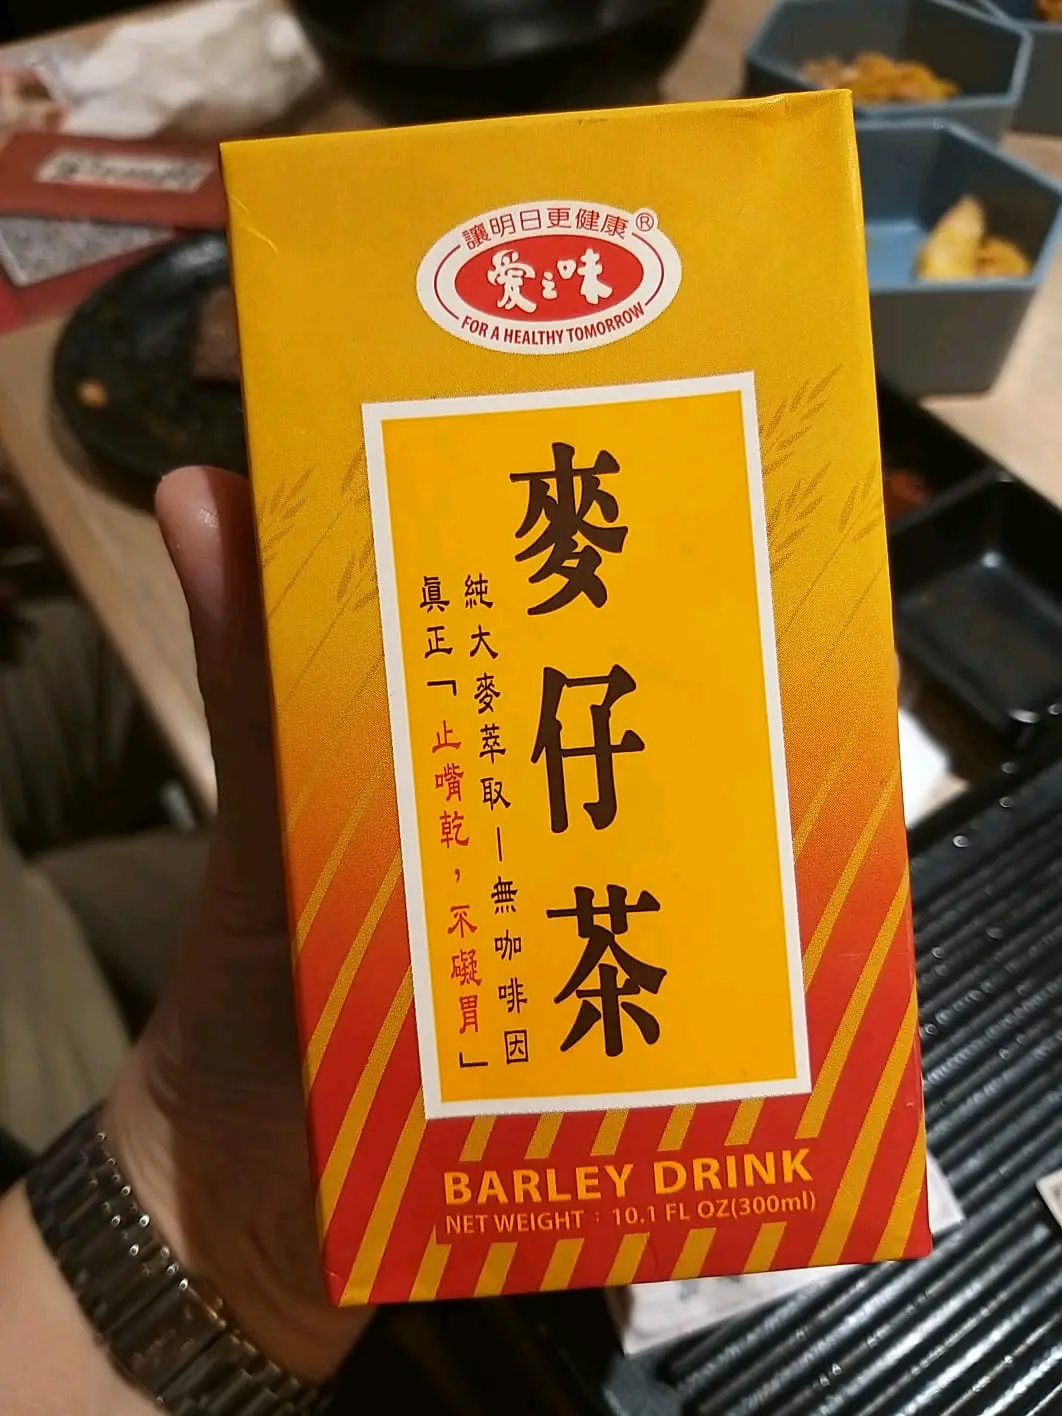 讓明日更健康®
愛之味
FOR A HEALTHY TOMORROW
麥仔茶
純大麥萃取—無咖啡因
眞正「止嘴乾，不礙胃」
BARLEY DRINK
NET WEIGHT：10.1 FL OZ(300ml)